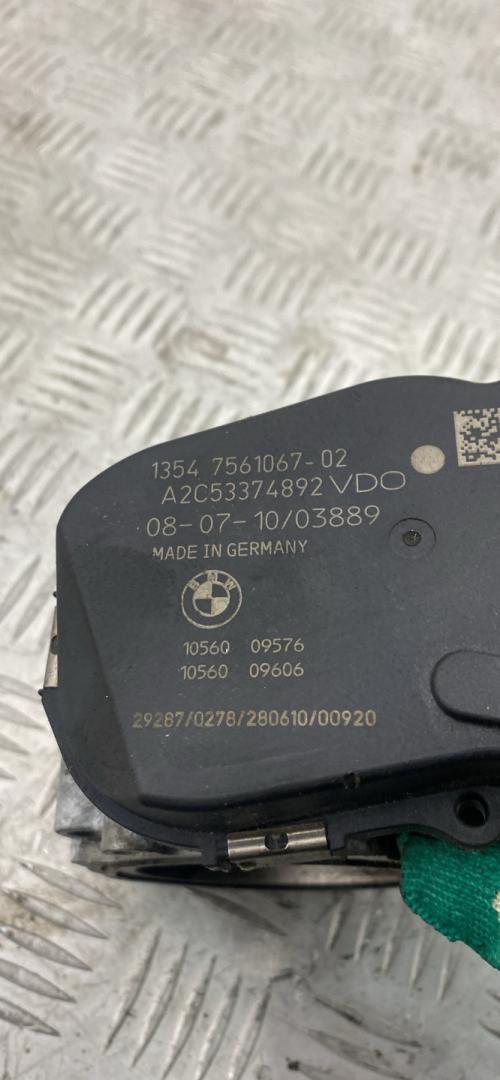 1354 7561067-02
A2C53374892 VDO
08-07-10/03889
MADE IN GERMANY
BMW
10560 09576
10560 09606
29287/0278/280610/00920